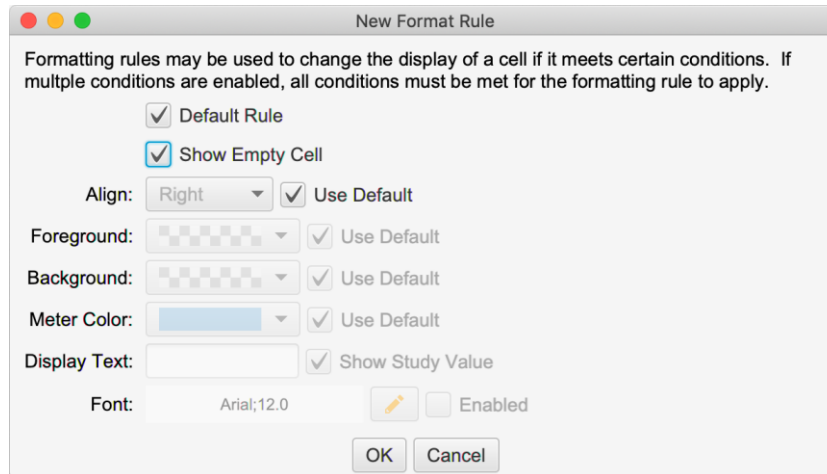 New Format Rule
Formatting rules may be used to change the display of a cell if it meets certain conditions. If
multple conditions are enabled, all conditions must be met for the formatting rule to apply.
Default Rule
Show Empty Cell
Align: Right Use Default
Foreground: Use Default
Background: Use Default
Meter Color: Use Default
Display Text: Show Study Value
Font: Arial;12.0 Enabled
OK Cancel